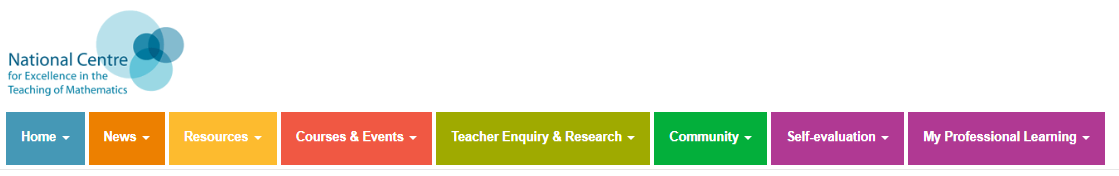 National Centre
for Excellence in the
Teaching of Mathematics
Home
News
Resources
Courses & Events
Teacher Enquiry & Research
Community
Self-evaluation
My Professional Learning